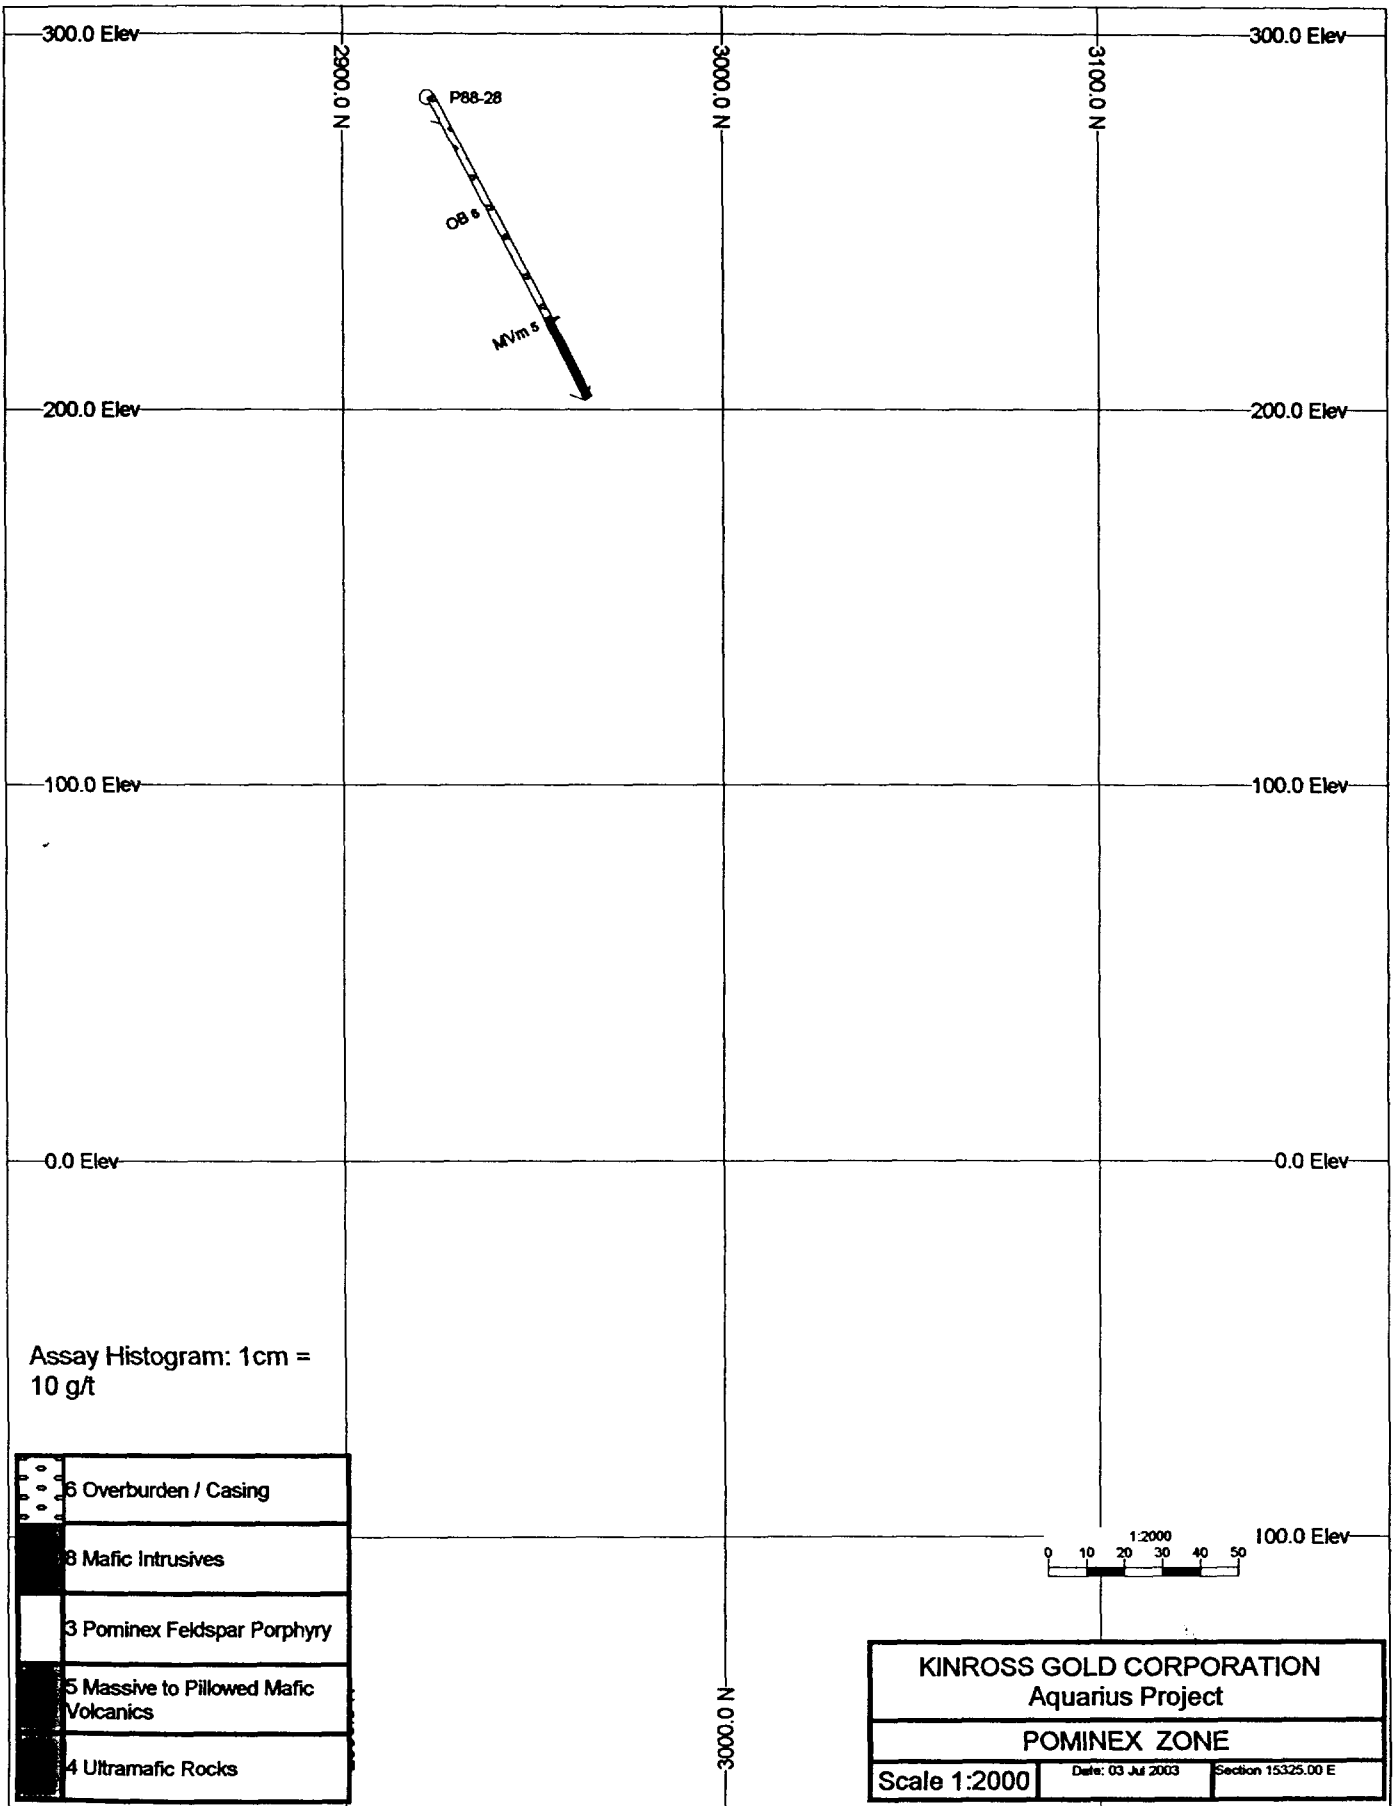 300.0 Elev
300.0 Elev
2900.0 N
3000.0 N
3100.0 N
P88-28
OB 6
MVm 5
200.0 Elev
200.0 Elev
100.0 Elev
100.0 Elev
0.0 Elev
0.0 Elev
Assay Histogram: 1cm =
10 g/t
6 Overburden / Casing
8 Mafic Intrusives
3 Pominex Feldspar Porphyry
5 Massive to Pillowed Mafic
Volcanics
4 Ultramafic Rocks
1:2000
0 10 20 30 40 50
100.0 Elev
3000.0 N
KINROSS GOLD CORPORATION
Aquarius Project
POMINEX ZONE
Scale 1:2000
Date: 03 Jul 2003
Section 15325.00 E